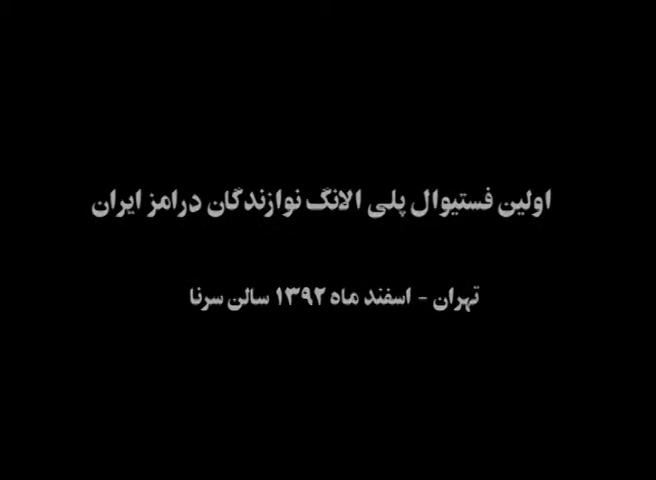 اولین فستیوال پلی الانگ نوازندگان درامز ایران
تهران - اسفند ماه ۱۳۹۲ سالن سرنا